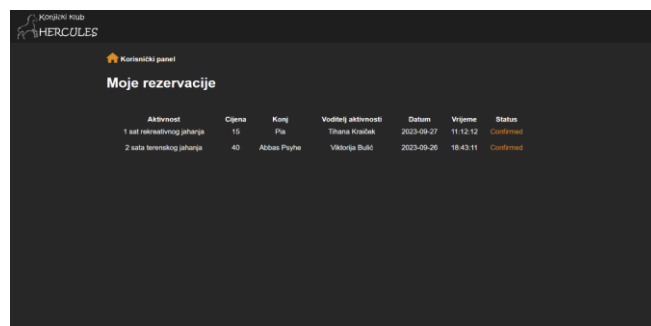 Konjički klub
HERCULES
Korisnički panel
Moje rezervacije
Aktivnost Cijena Konj Voditelj aktivnosti Datum Vrijeme Status
1 sat rekreativnog jahanja 15 Pia Tihana Kraiček 2023-09-27 11:12:12 Confirmed
2 sata terenskog jahanja 40 Abbas Psyhe Viktorija Bulić 2023-09-26 18:43:11 Confirmed